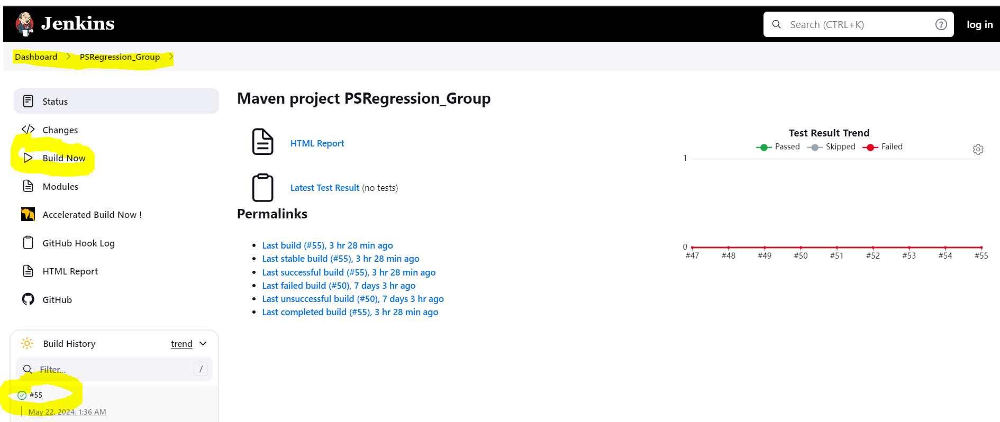 Jenkins
Search (CTRL+K)
log in
Dashboard > PSRegression_Group >
Status
Changes
Build Now
Modules
Accelerated Build Now !
GitHub Hook Log
HTML Report
GitHub
Build History
trend
Filter...
/
#55
May 22, 2024, 1:36 AM
Maven project PSRegression_Group
HTML Report
Latest Test Result (no tests)
Permalinks
Last build (#55), 3 hr 28 min ago
Last stable build (#55), 3 hr 28 min ago
Last successful build (#55), 3 hr 28 min ago
Last failed build (#50), 7 days 3 hr ago
Last unsuccessful build (#50), 7 days 3 hr ago
Last completed build (#55), 3 hr 28 min ago
Test Result Trend
Passed Skipped Failed
1
0
#47 #48 #49 #50 #51 #52 #53 #54 #55